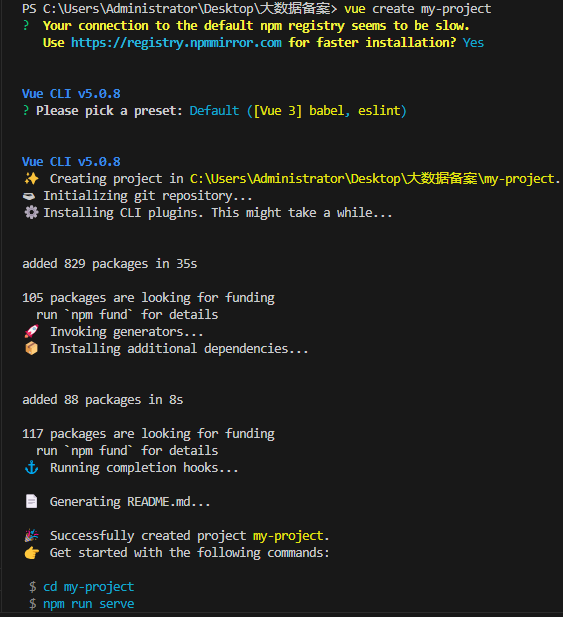 PS C:\Users\Administrator\Desktop\大数据备案> vue create my-project
? Your connection to the default npm registry seems to be slow.
Use https://registry.npmmirror.com for faster installation? Yes
Vue CLI v5.0.8
? Please pick a preset: Default ([Vue 3] babel, eslint)
Vue CLI v5.0.8
✨ Creating project in C:\Users\Administrator\Desktop\大数据备案\my-project.
Initializing git repository...
⚙️ Installing CLI plugins. This might take a while...
added 829 packages in 35s
105 packages are looking for funding
run `npm fund` for details
🚀 Invoking generators...
📦 Installing additional dependencies...
added 88 packages in 8s
117 packages are looking for funding
run `npm fund` for details
⚓ Running completion hooks...
📄 Generating README.md...
🎉 Successfully created project my-project.
👉 Get started with the following commands:
$ cd my-project
$ npm run serve